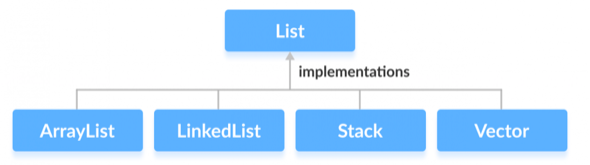 List
implementations
ArrayList
LinkedList
Stack
Vector